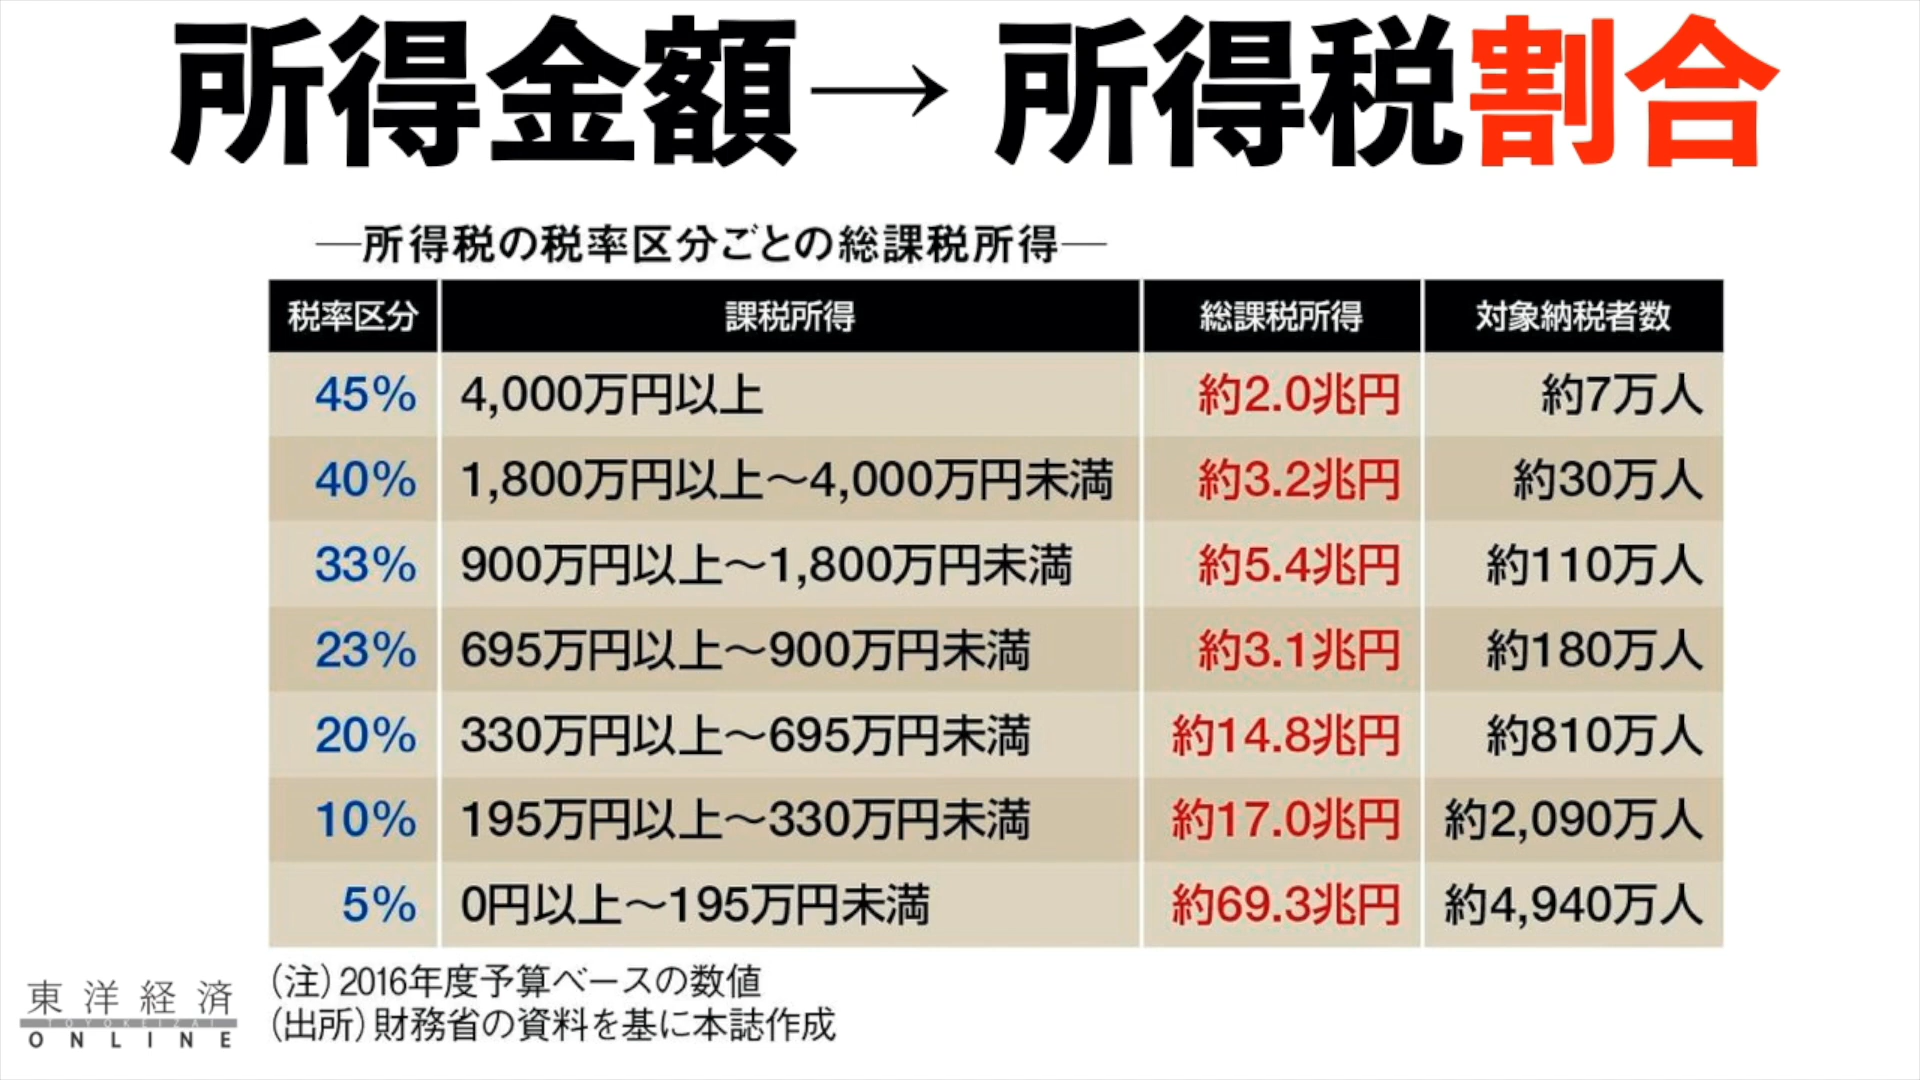 所得金額→所得税割合
―所得税の税率区分ごとの総課税所得―
税率区分 課税所得 総課税所得 対象納税者数
45% 4,000万円以上 約2.0兆円 約7万人
40% 1,800万円以上〜4,000万円未満 約3.2兆円 約30万人
33% 900万円以上〜1,800万円未満 約5.4兆円 約110万人
23% 695万円以上〜900万円未満 約3.1兆円 約180万人
20% 330万円以上〜695万円未満 約14.8兆円 約810万人
10% 195万円以上〜330万円未満 約17.0兆円 約2,090万人
5% 0円以上〜195万円未満 約69.3兆円 約4,940万人
(注)2016年度予算ベースの数値
(出所)財務省の資料を基に本誌作成
東洋経済
TOYOKEIZAI
ONLINE